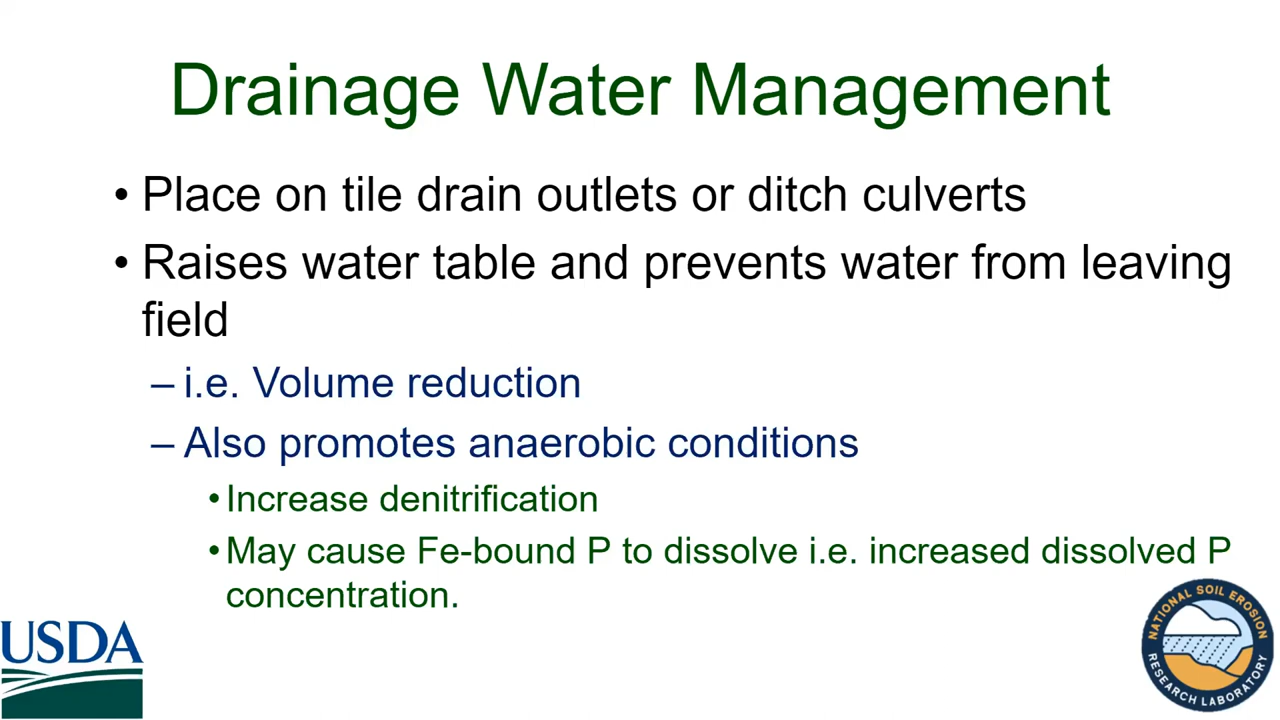 Drainage Water Management
• Place on tile drain outlets or ditch culverts
• Raises water table and prevents water from leaving
field
– i.e. Volume reduction
– Also promotes anaerobic conditions
• Increase denitrification
• May cause Fe-bound P to dissolve i.e. increased dissolved P
concentration.
USDA
NATIONAL SOIL EROSION
RESEARCH LABORATORY